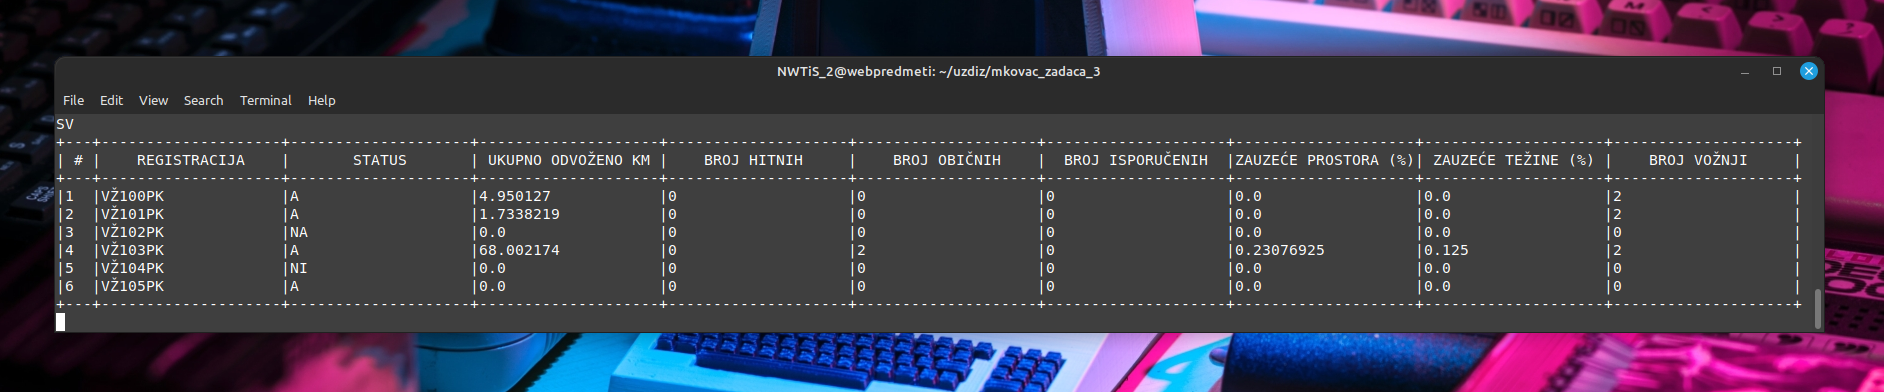 NWTiS_2@webpredmeti: ~/uzdiz/mkovac_zadaca_3
File Edit View Search Terminal Help
SV
+---+--------------------+--------------------+--------------------+--------------------+--------------------+--------------------+--------------------+--------------------+--------------------+
| # |    REGISTRACIJA    |       STATUS       | UKUPNO ODVOŽENO KM |    BROJ HITNIH     |    BROJ OBIČNIH    |  BROJ ISPORUČENIH  |ZAUZEĆE PROSTORA (%)| ZAUZEĆE TEŽINE (%) |    BROJ VOŽNJI     |
+---+--------------------+--------------------+--------------------+--------------------+--------------------+--------------------+--------------------+--------------------+--------------------+
|1  |VŽ100PK             |A                   |4.950127            |0                   |0                   |0                   |0.0                 |0.0                 |2                   |
|2  |VŽ101PK             |A                   |1.7338219           |0                   |0                   |0                   |0.0                 |0.0                 |2                   |
|3  |VŽ102PK             |NA                  |0.0                 |0                   |0                   |0                   |0.0                 |0.0                 |0                   |
|4  |VŽ103PK             |A                   |68.002174           |0                   |2                   |0                   |0.23076925          |0.125               |2                   |
|5  |VŽ104PK             |NI                  |0.0                 |0                   |0                   |0                   |0.0                 |0.0                 |0                   |
|6  |VŽ105PK             |A                   |0.0                 |0                   |0                   |0                   |0.0                 |0.0                 |0                   |
+---+--------------------+--------------------+--------------------+--------------------+--------------------+--------------------+--------------------+--------------------+--------------------+